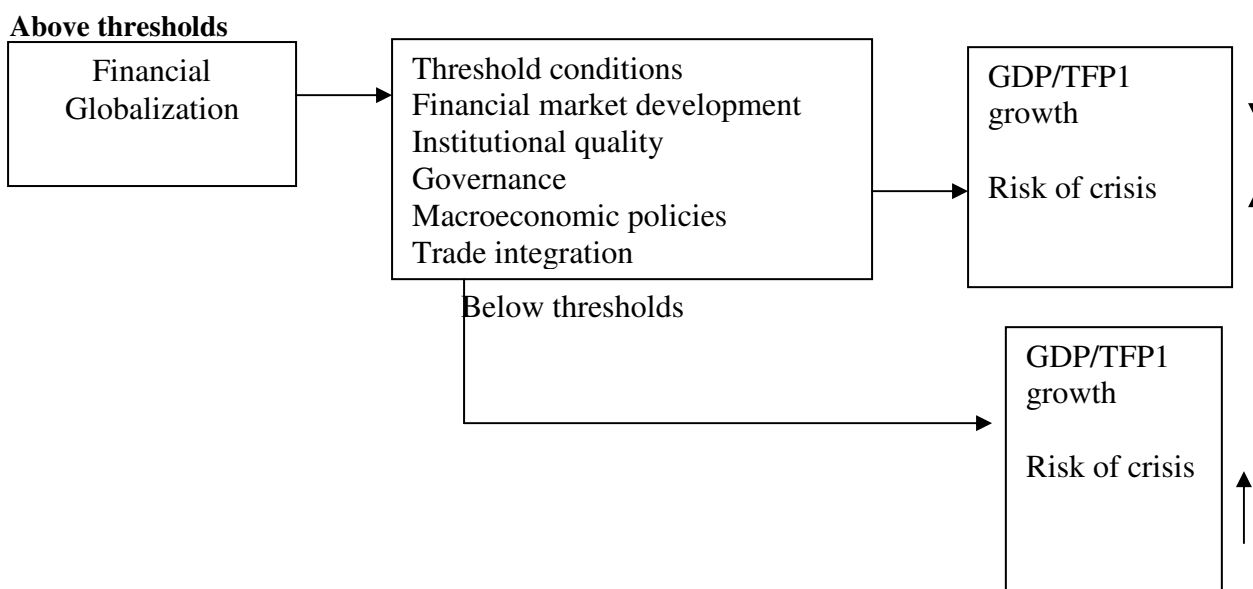 Above thresholds
Financial
Globalization
Threshold conditions
Financial market development
Institutional quality
Governance
Macroeconomic policies
Trade integration
GDP/TFP1
growth
Risk of crisis
Below thresholds
GDP/TFP1
growth
Risk of crisis